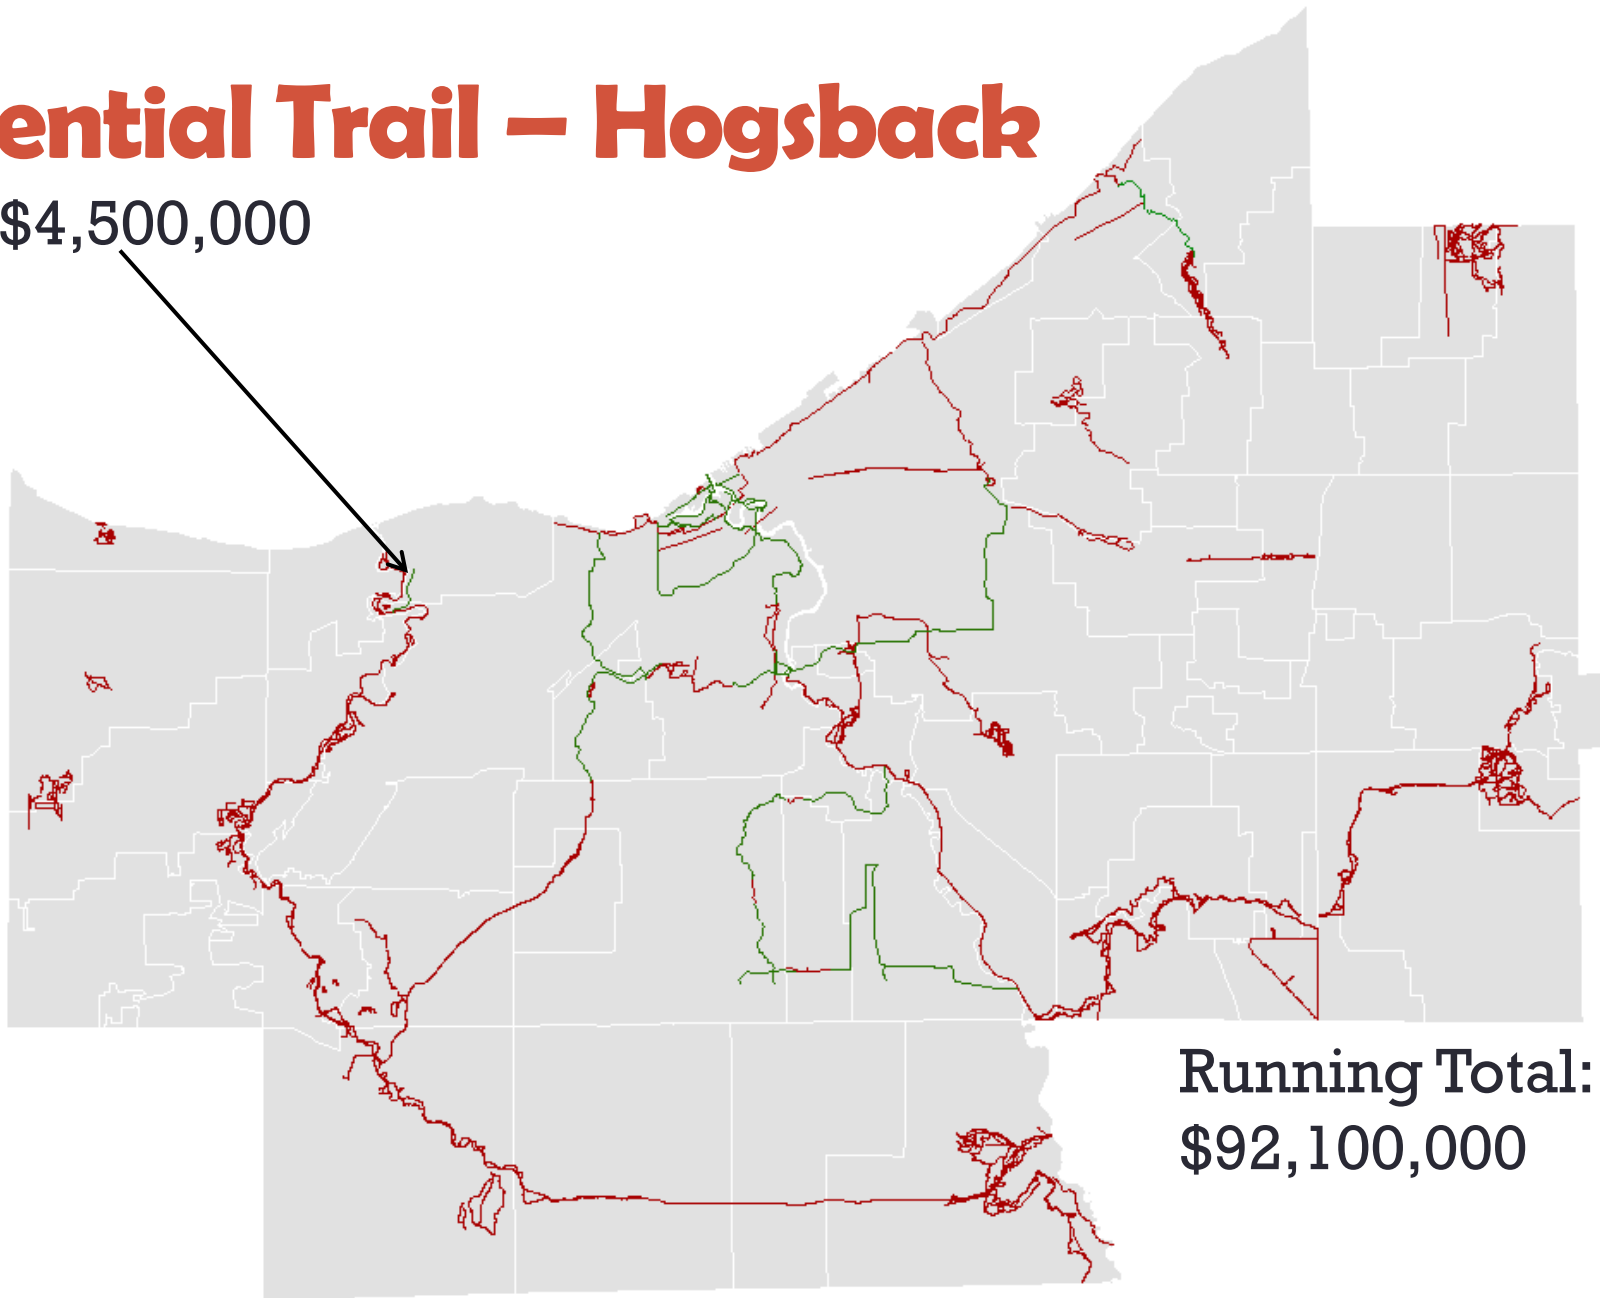 ential Trail – Hogsback
$4,500,000
Running Total:
$92,100,000